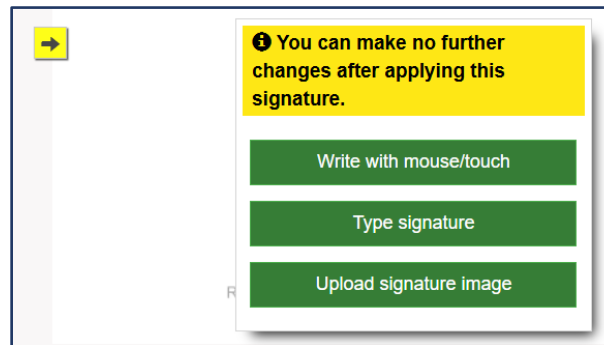 You can make no further
changes after applying this
signature.
Write with mouse/touch
Type signature
Upload signature image
R